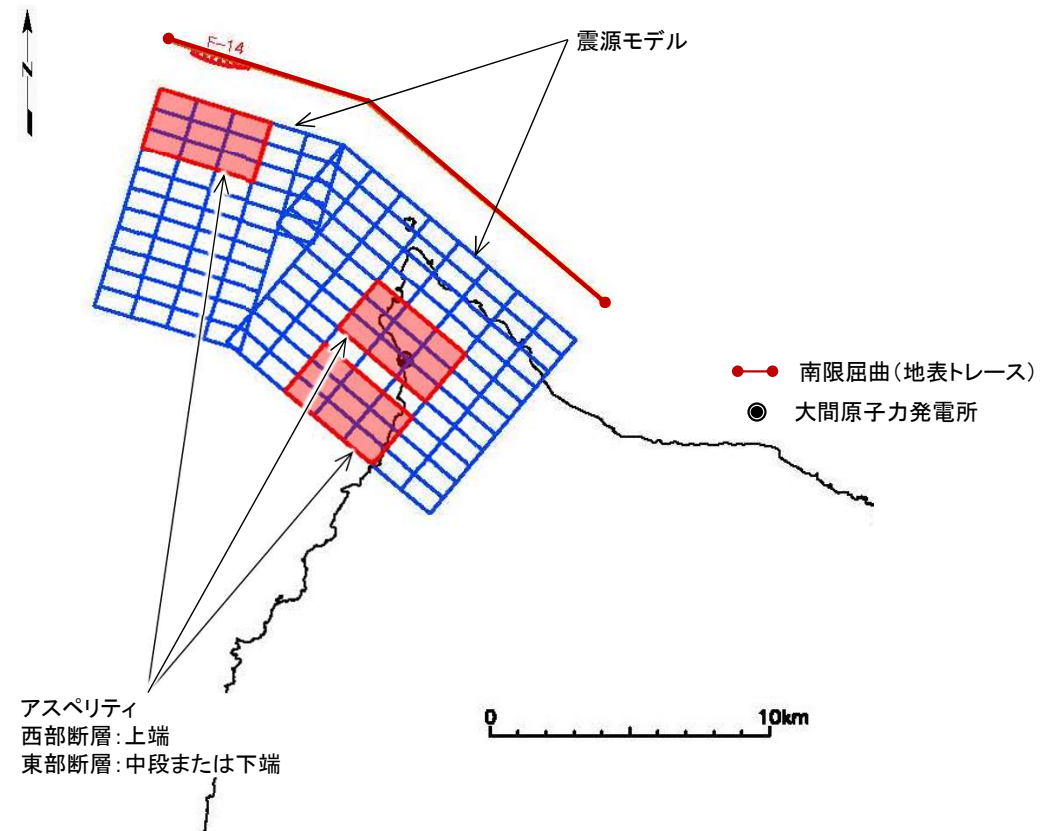 F-14
震源モデル
N
南限屈曲(地表トレース)
大間原子力発電所
アスペリティ
西部断層:上端
東部断層:中段または下端
0 10km